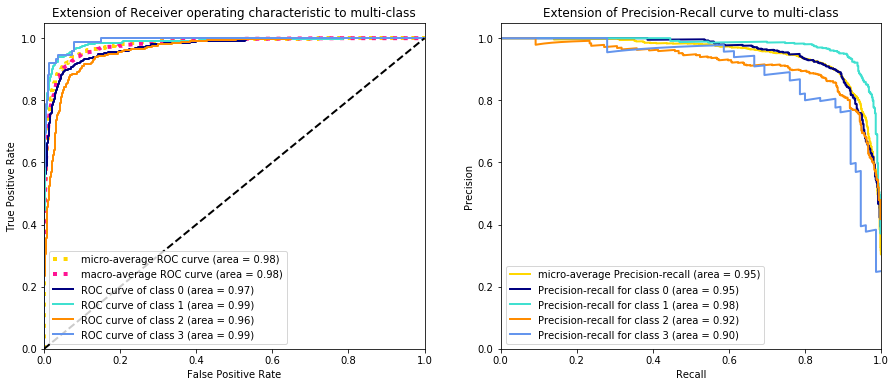 Extension of Receiver operating characteristic to multi-class
True Positive Rate
1.0
0.8
0.6
0.4
0.2
0.0
micro-average ROC curve (area = 0.98)
macro-average ROC curve (area = 0.98)
ROC curve of class 0 (area = 0.97)
ROC curve of class 1 (area = 0.99)
ROC curve of class 2 (area = 0.96)
ROC curve of class 3 (area = 0.99)
0.0 0.2 0.4 0.6 0.8 1.0
False Positive Rate
Extension of Precision-Recall curve to multi-class
Precision
1.0
0.8
0.6
0.4
0.2
0.0
micro-average Precision-recall (area = 0.95)
Precision-recall for class 0 (area = 0.95)
Precision-recall for class 1 (area = 0.98)
Precision-recall for class 2 (area = 0.92)
Precision-recall for class 3 (area = 0.90)
0.0 0.2 0.4 0.6 0.8 1.0
Recall